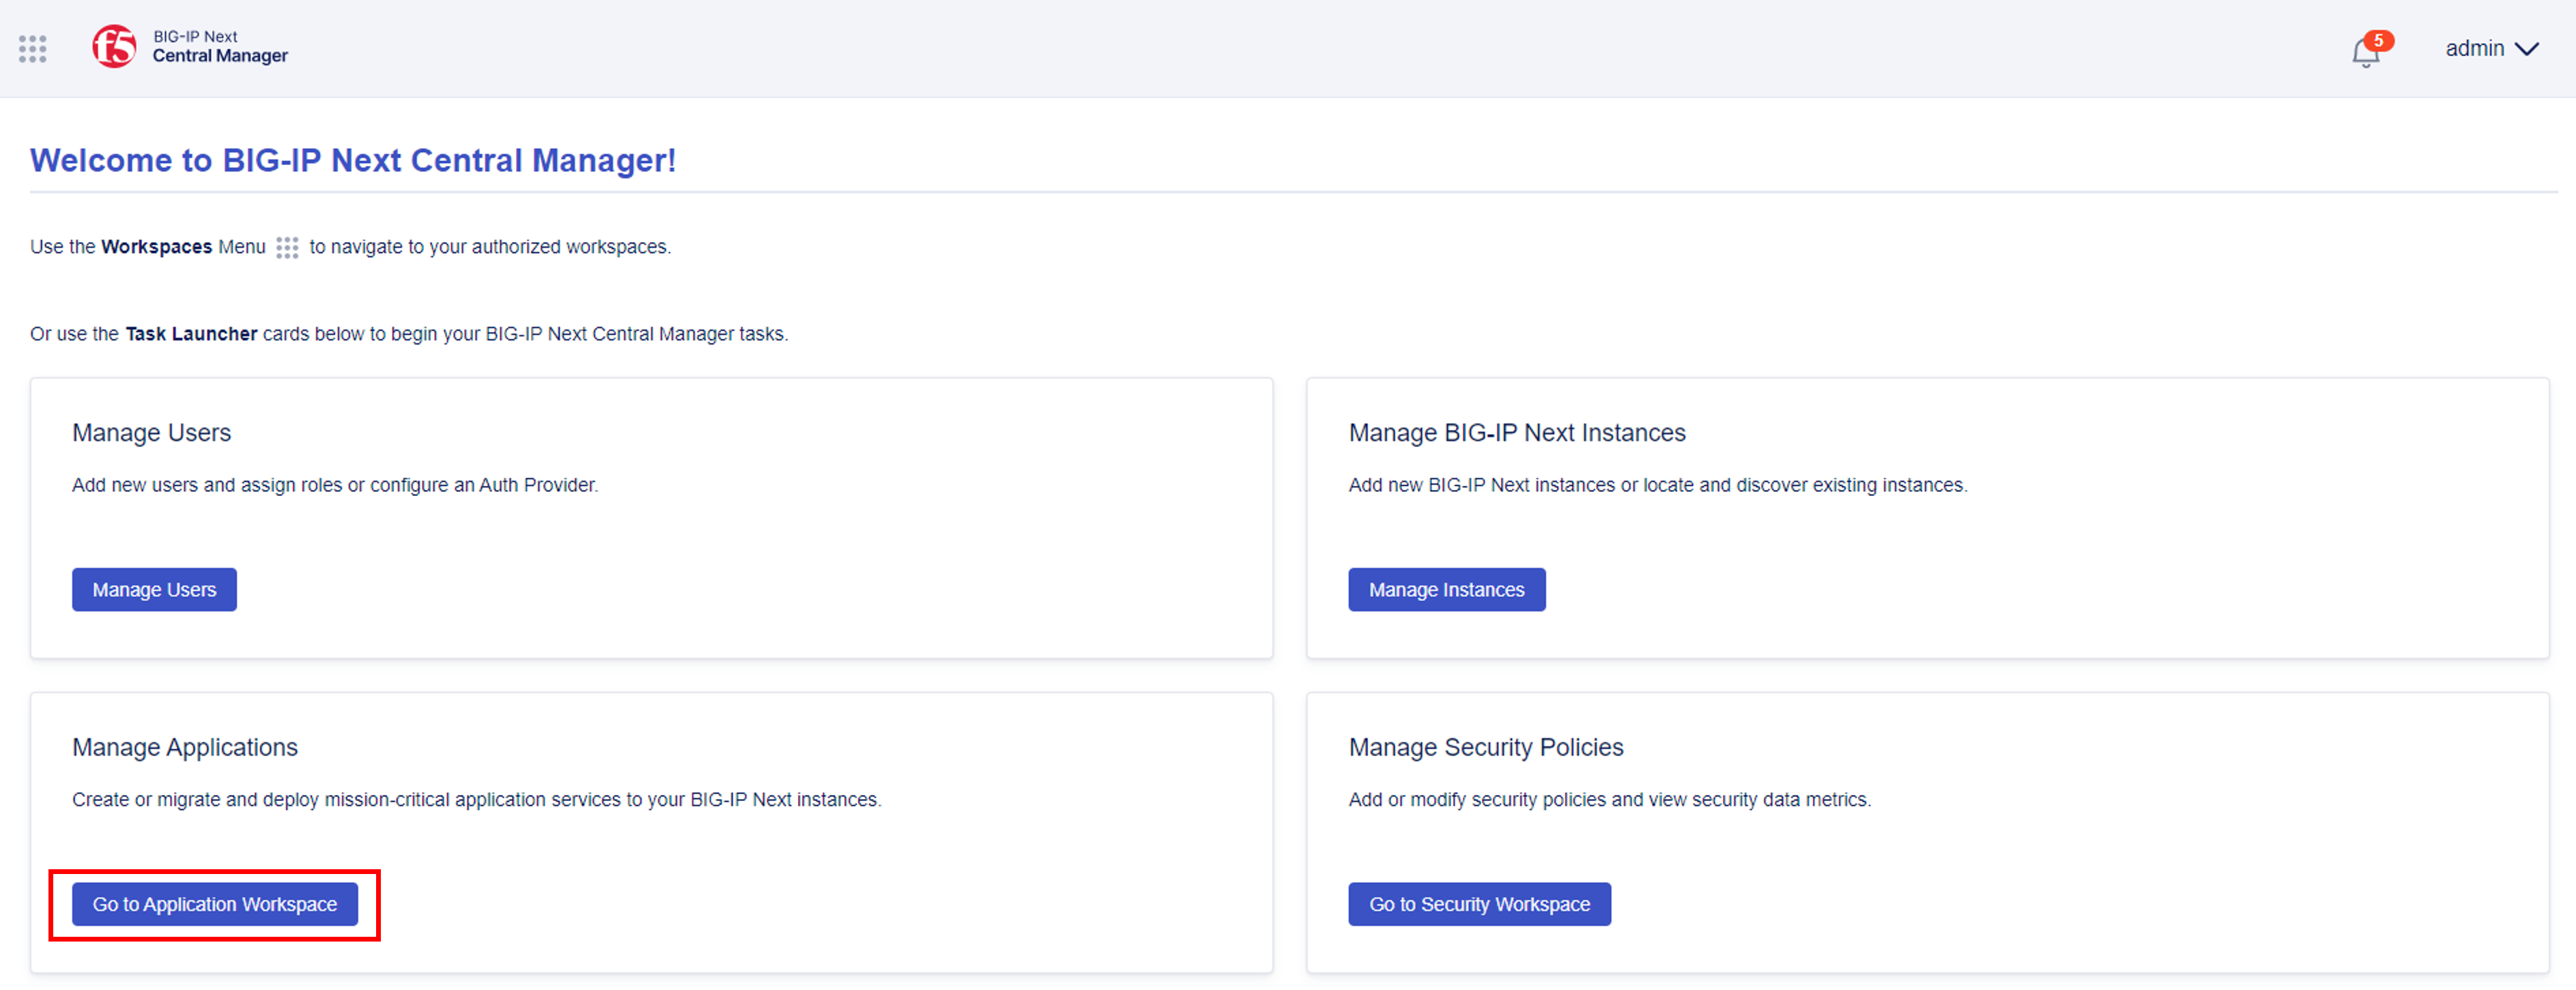 f5
BIG-IP Next
Central Manager
5
admin
Welcome to BIG-IP Next Central Manager!
Use the Workspaces Menu to navigate to your authorized workspaces.
Or use the Task Launcher cards below to begin your BIG-IP Next Central Manager tasks.
Manage Users
Add new users and assign roles or configure an Auth Provider.
Manage Users
Manage BIG-IP Next Instances
Add new BIG-IP Next instances or locate and discover existing instances.
Manage Instances
Manage Applications
Create or migrate and deploy mission-critical application services to your BIG-IP Next instances.
Go to Application Workspace
Manage Security Policies
Add or modify security policies and view security data metrics.
Go to Security Workspace